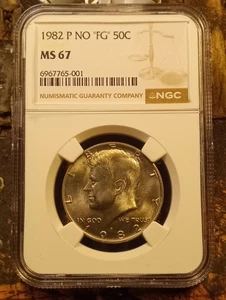 1982 P NO "FG" 50C
MS 67
6967765-001
NUMISMATIC GUARANTY COMPANY
NGC
LIBERTY
IN GOD WE TRUST
1982